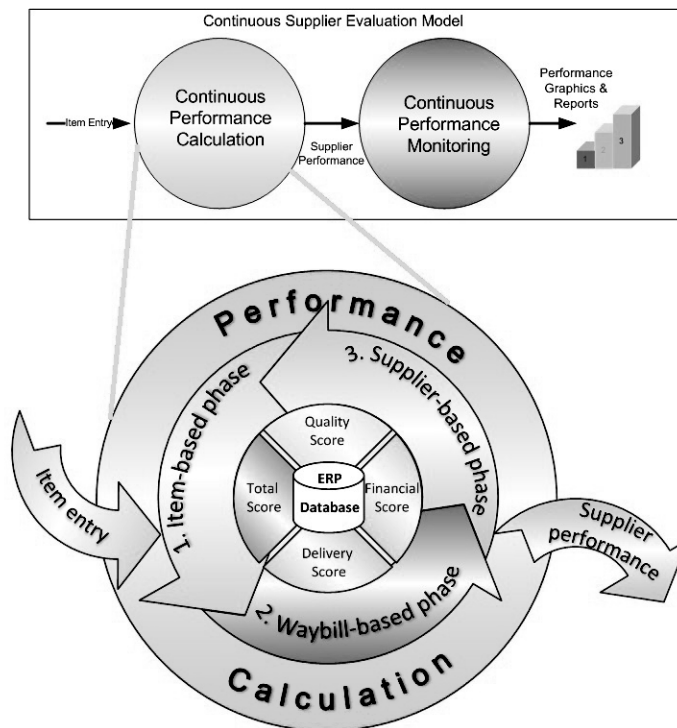 Continuous Supplier Evaluation Model
Item Entry
Continuous
Performance
Calculation
Supplier
Performance
Continuous
Performance
Monitoring
Performance
Graphics &
Reports
1
2
3
Performance
3. Supplier-based phase
1. Item-based phase
Quality
Score
Total
Score
ERP
Database
Financial
Score
Delivery
Score
Item entry
Supplier
performance
2. Waybill-based phase
Calculation